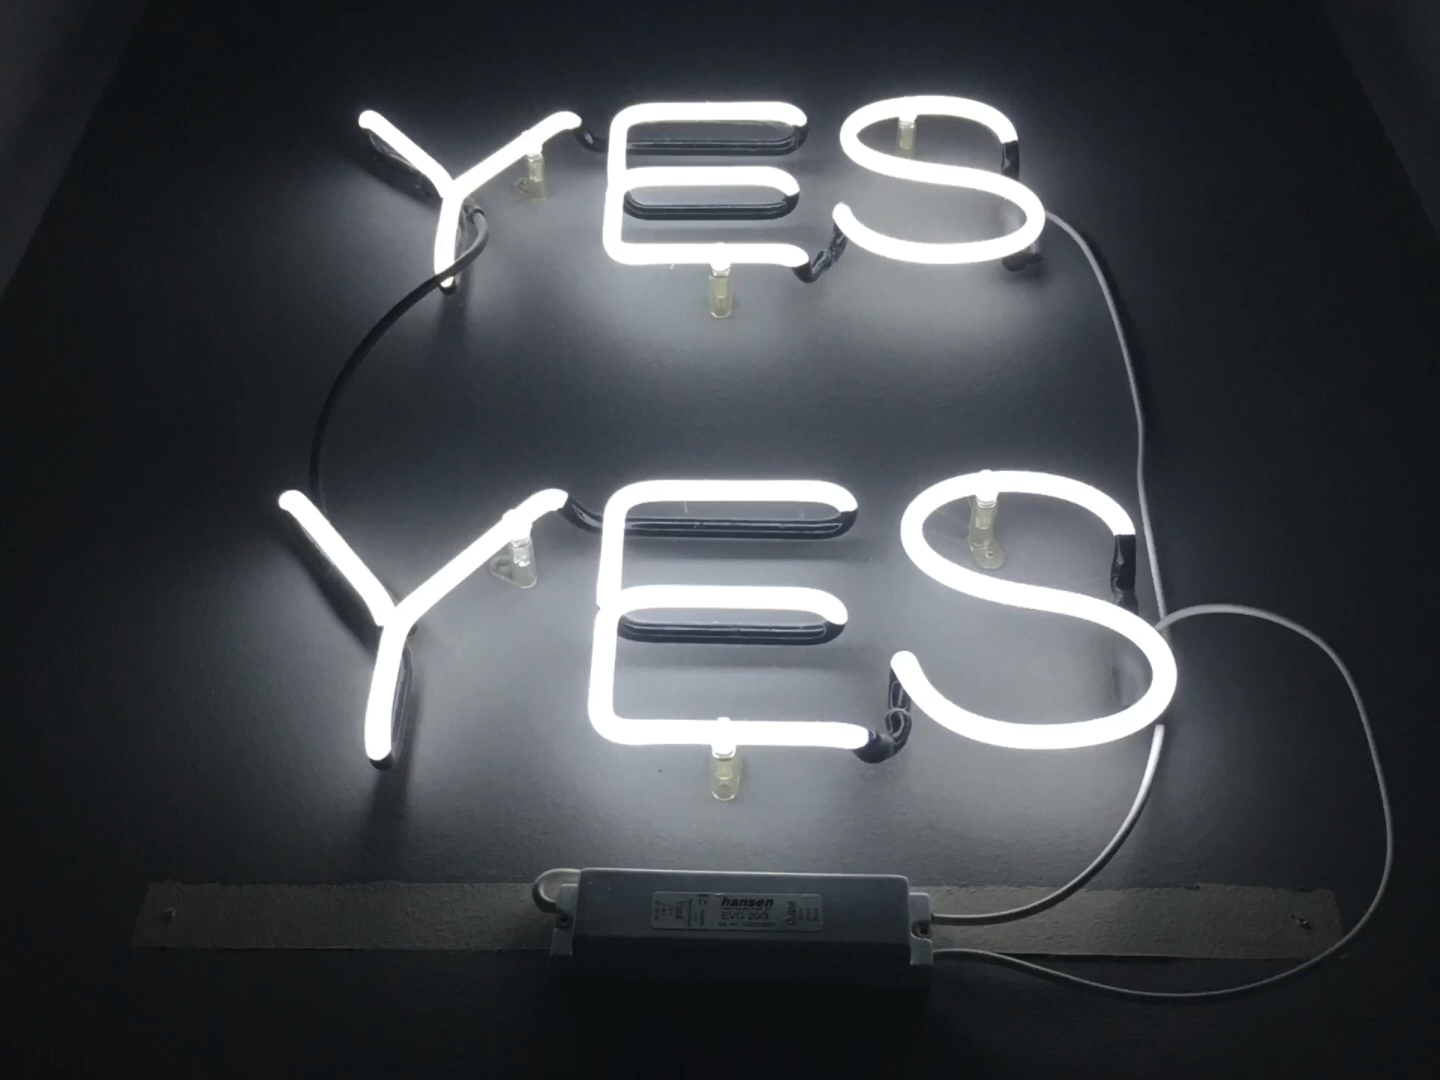 YES
YES
hansen
EVG 20/3